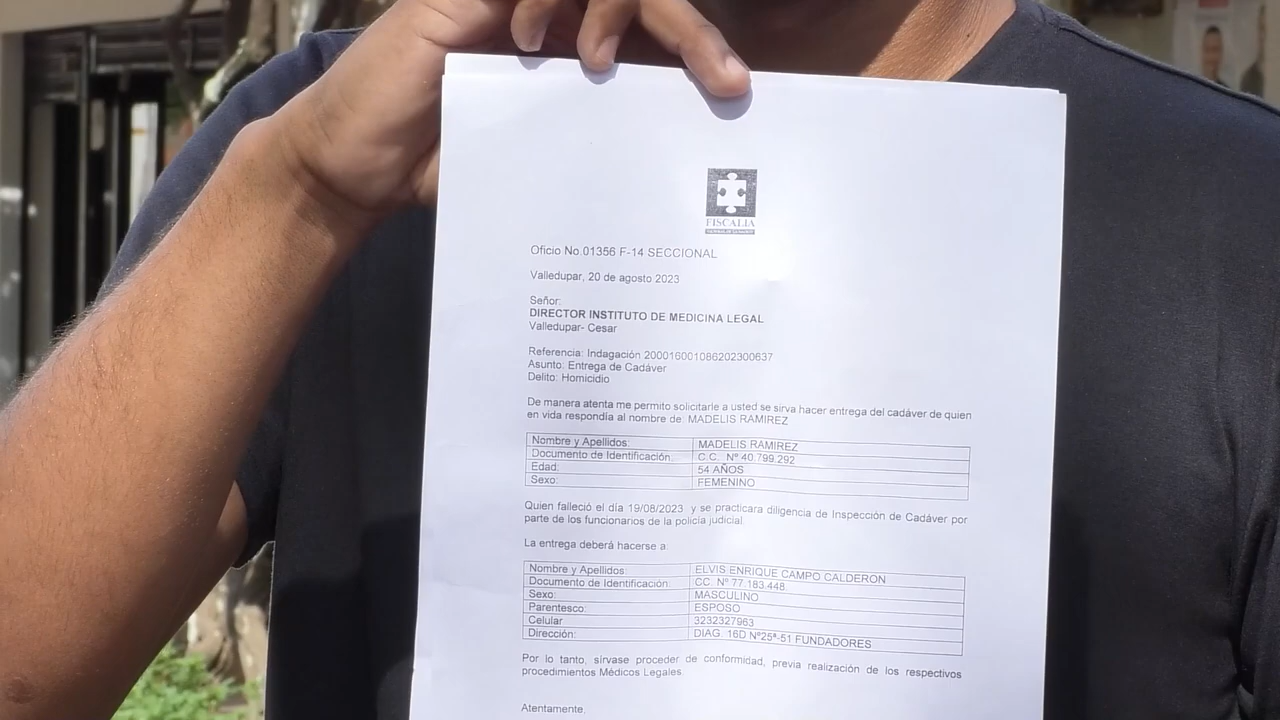 FISCALIA
Oficio No.01356 F-14 SECCIONAL
Valledupar, 20 de agosto 2023
Señor:
DIRECTOR INSTITUTO DE MEDICINA LEGAL
Valledupar- Cesar
Referencia: Indagación 200016001086202300637
Asunto: Entrega de Cadáver
Delito: Homicidio
De manera atenta me permito solicitarle a usted se sirva hacer entrega del cadáver de quien
en vida respondía al nombre de: MADELIS RAMIREZ
Nombre y Apellidos: MADELIS RAMIREZ
Documento de Identificación: C.C. Nº 40.799.292
Edad: 54 AÑOS
Sexo: FEMENINO
Quien falleció el día 19/08/2023 y se practicara diligencia de Inspección de Cadáver por
parte de los funcionarios de la policía judicial.
La entrega deberá hacerse a:
Nombre y Apellidos: ELVIS ENRIQUE CAMPO CALDERON
Documento de Identificación: CC. Nº 77.183.448.
Sexo: MASCULINO
Parentesco: ESPOSO
Celular 3232327963
Dirección: DIAG. 16D Nº25ª-51 FUNDADORES
Por lo tanto, sírvase proceder de conformidad, previa realización de los respectivos
procedimientos Médicos Legales.
Atentamente,